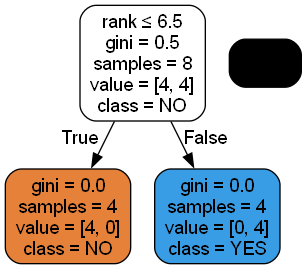 rank ≤ 6.5
gini = 0.5
samples = 8
value = [4, 4]
class = NO
True
False
gini = 0.0
samples = 4
value = [4, 0]
class = NO
gini = 0.0
samples = 4
value = [0, 4]
class = YES